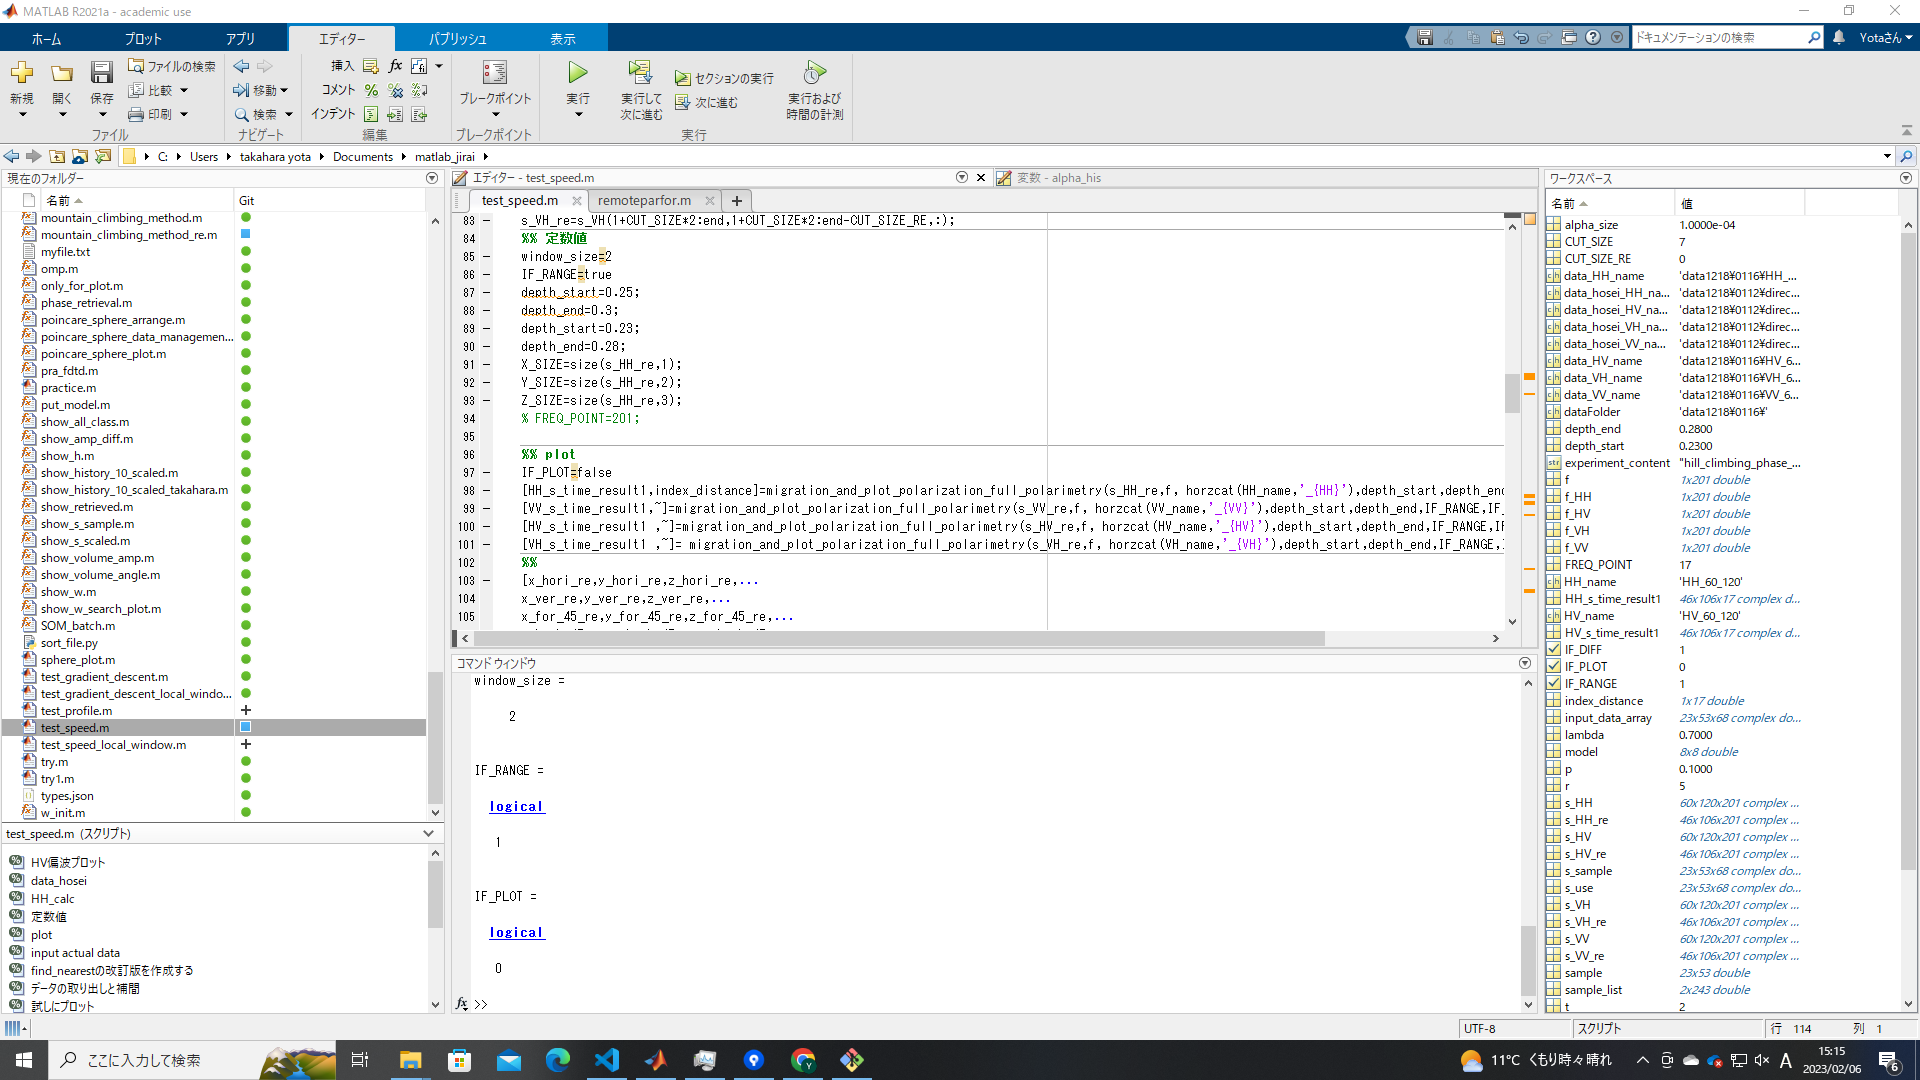 MATLAB R2021a - academic use
ホーム プロット アプリ エディター パブリッシュ 表示
ドキュメンテーションの検索 Yotaさん
新規 開く 保存 ファイルの検索 比較 印刷 ファイル
移動 検索 ナビゲート
挿入 fx コメント インデント 編集
ブレークポイント ブレークポイント
実行 実行して次に進む セクションの実行 次に進む 実行および時間の計測 実行
C: Users takahara yota Documents matlab_jirai
現在のフォルダー
名前 Git
mountain_climbing_method.m
mountain_climbing_method_re.m
myfile.txt
omp.m
only_for_plot.m
phase_retrieval.m
poincare_sphere_arrange.m
poincare_sphere_data_managemen...
poincare_sphere_plot.m
pra_fdtd.m
practice.m
put_model.m
show_all_class.m
show_amp_diff.m
show_h.m
show_history_10_scaled.m
show_history_10_scaled_takahara.m
show_retrieved.m
show_s_sample.m
show_s_scaled.m
show_volume_amp.m
show_volume_angle.m
show_w.m
show_w_search_plot.m
SOM_batch.m
sort_file.py
sphere_plot.m
test_gradient_descent.m
test_gradient_descent_local_windo...
test_profile.m
test_speed.m
test_speed_local_window.m
try.m
try1.m
types.json
w_init.m
test_speed.m (スクリプト)
HV偏波プロット
data_hosei
HH_calc
定数値
plot
input actual data
find_nearestの改訂版を作成する
データの取り出しと補間
試しにプロット
エディター - test_speed.m 変数 - alpha_his
test_speed.m remoteparfor.m
83 s_VH_re=s_VH(1+CUT_SIZE*2:end,1+CUT_SIZE*2:end-CUT_SIZE_RE,:);
84 %% 定数値
85 window_size=2
86 IF_RANGE=true
87 depth_start=0.25;
88 depth_end=0.3;
89 depth_start=0.23;
90 depth_end=0.28;
91 X_SIZE=size(s_HH_re,1);
92 Y_SIZE=size(s_HH_re,2);
93 Z_SIZE=size(s_HH_re,3);
94 % FREQ_POINT=201;
95
96 %% plot
97 IF_PLOT=false
98 [HH_s_time_result1,index_distance]=migration_and_plot_polarization_full_polarimetry(s_HH_re,f, horzcat(HH_name,'_{HH}'),depth_start,depth_enc
99 [VV_s_time_result1,~]=migration_and_plot_polarization_full_polarimetry(s_VV_re,f, horzcat(VV_name,'_{VV}'),depth_start,depth_end,IF_RANGE,IF_
100 [HV_s_time_result1 ,~]=migration_and_plot_polarization_full_polarimetry(s_HV_re,f, horzcat(HV_name,'_{HV}'),depth_start,depth_end,IF_RANGE,IF
101 [VH_s_time_result1 ,~]= migration_and_plot_polarization_full_polarimetry(s_VH_re,f, horzcat(VH_name,'_{VH}'),depth_start,depth_end,IF_RANGE,
102 %%
103 [x_hori_re,y_hori_re,z_hori_re,...
104 x_ver_re,y_ver_re,z_ver_re,...
105 x_for_45_re,y_for_45_re,z_for_45_re,...
コマンド ウィンドウ
window_size =
2
IF_RANGE =
logical
1
IF_PLOT =
logical
0
fx >>
ワークスペース
名前 値
alpha_size 1.0000e-04
CUT_SIZE 7
CUT_SIZE_RE 0
data_HH_name 'data1218¥0116¥HH_...
data_hosei_HH_na... 'data1218¥0112¥direc...
data_hosei_HV_na... 'data1218¥0112¥direc...
data_hosei_VH_na... 'data1218¥0112¥direc...
data_hosei_VV_na... 'data1218¥0112¥direc...
data_HV_name 'data1218¥0116¥HV_6...
data_VH_name 'data1218¥0116¥VH_6...
data_VV_name 'data1218¥0116¥VV_6...
dataFolder 'data1218¥0116¥'
depth_end 0.2800
depth_start 0.2300
experiment_content "hill_climbing_phase_...
f 1x201 double
f_HH 1x201 double
f_HV 1x201 double
f_VH 1x201 double
f_VV 1x201 double
FREQ_POINT 17
HH_name 'HH_60_120'
HH_s_time_result1 46x106x17 complex d...
HV_name 'HV_60_120'
HV_s_time_result1 46x106x17 complex d...
IF_DIFF 1
IF_PLOT 0
IF_RANGE 1
index_distance 1x17 double
input_data_array 23x53x68 complex do...
lambda 0.7000
model 8x8 double
p 0.1000
r 5
s_HH 60x120x201 complex ...
s_HH_re 46x106x201 complex ...
s_HV 60x120x201 complex ...
s_HV_re 46x106x201 complex ...
s_sample 23x53x68 complex do...
s_use 23x53x68 complex do...
s_VH 60x120x201 complex ...
s_VH_re 46x106x201 complex ...
s_VV 60x120x201 complex ...
s_VV_re 46x106x201 complex ...
sample 23x53 double
sample_list 2x243 double
t 2
UTF-8 スクリプト 行 114 列 1
ここに入力して検索
11°C くもり時々晴れ A 15:15
2023/02/06 6